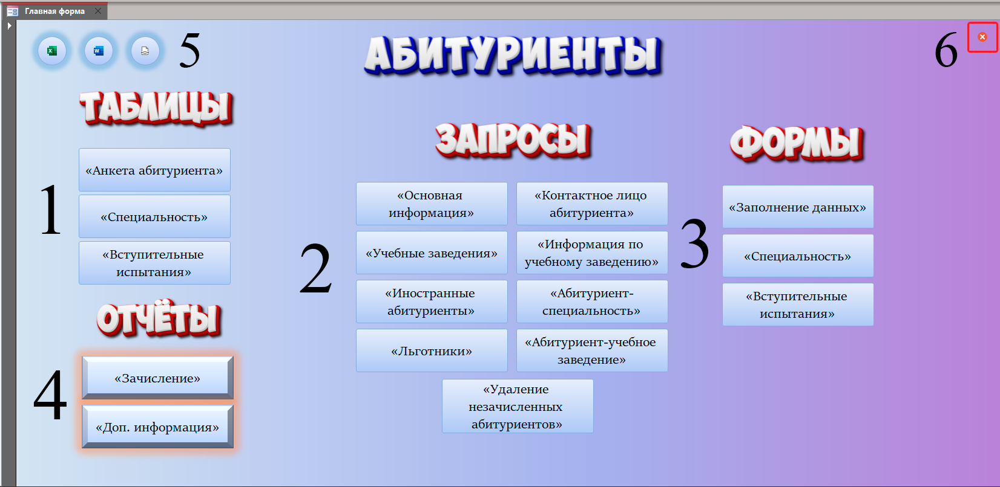 Главная форма
5
АБИТУРИЕНТЫ
6
ТАБЛИЦЫ
1
«Анкета абитуриента»
«Специальность»
«Вступительные
испытания»
ЗАПРОСЫ
2
«Основная
информация»
«Контактное лицо
абитуриента»
«Учебные заведения»
«Информация по
учебному заведению»
«Иностранные
абитуриенты»
«Абитуриент-
специальность»
«Льготники»
«Абитуриент-учебное
заведение»
«Удаление
незачисленных
абитуриентов»
ФОРМЫ
3
«Заполнение данных»
«Специальность»
«Вступительные
испытания»
ОТЧЁТЫ
4
«Зачисление»
«Доп. информация»